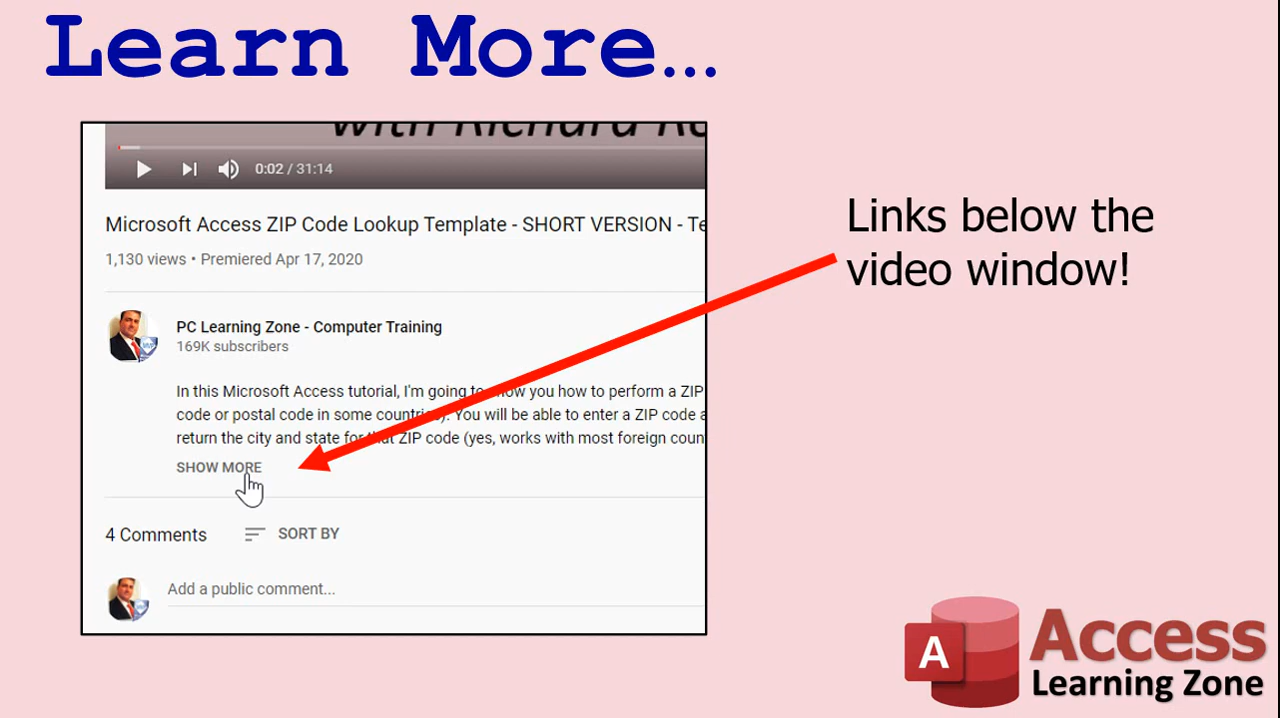 Learn More...
with Richard Ro
0:02 / 31:14
Microsoft Access ZIP Code Lookup Template - SHORT VERSION - Te
1,130 views • Premiered Apr 17, 2020
PC Learning Zone - Computer Training
169K subscribers
In this Microsoft Access tutorial, I'm going to show you how to perform a ZIP
code or postal code in some countries). You will be able to enter a ZIP code a
return the city and state for that ZIP code (yes, works with most foreign coun
SHOW MORE
4 Comments SORT BY
Add a public comment...
Links below the
video window!
A
Access
Learning Zone